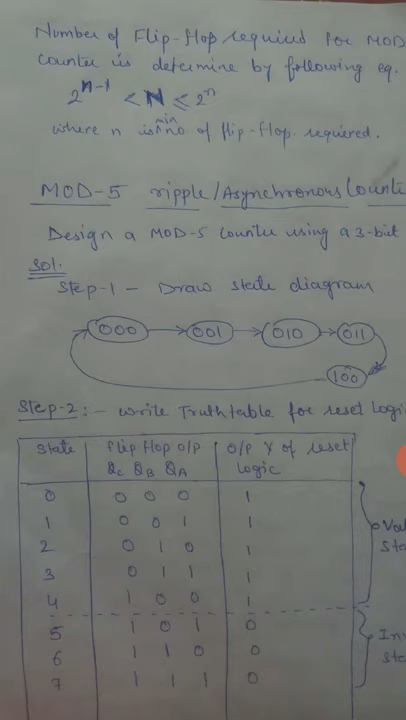 Number of Flip-flop required for MOD
Counter is determine by following eq.
2^n-1 < N ≤ 2^n
where n is min no of flip-flop required.
MOD-5 ripple/Asynchronous Counte
Design a MOD-5 Counter using a 3-bit
Sol.
Step-1 - Draw state diagram
000 001 010 011
100
Step-2:- write Truthtable for reset Logi
State Flip Flop O/P O/P Y of reset
QC QB QA Logic
0 0 0 0 1
1 0 0 1 1
2 0 1 0 1
3 0 1 1 1
4 1 0 0 1
5 1 0 1 0
6 1 1 0 0
7 1 1 1 0
Val
Sta
In
sta